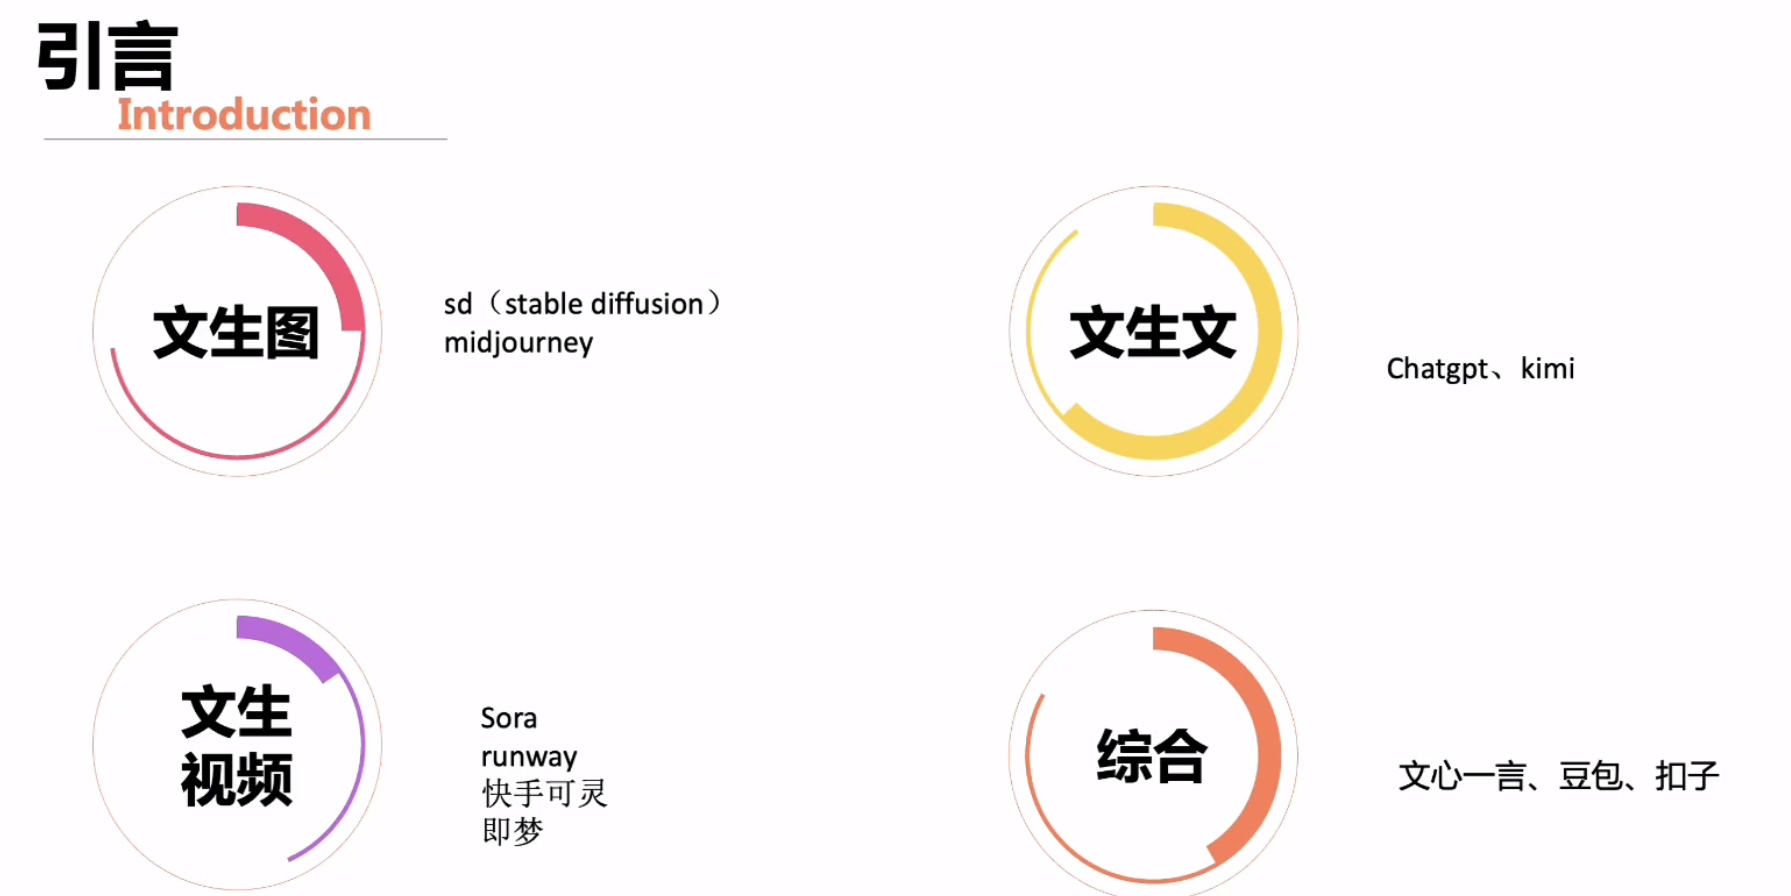 引言
Introduction
文生图
sd（stable diffusion）
midjourney
文生文
Chatgpt、kimi
文生
视频
Sora
runway
快手可灵
即梦
综合
文心一言、豆包、扣子